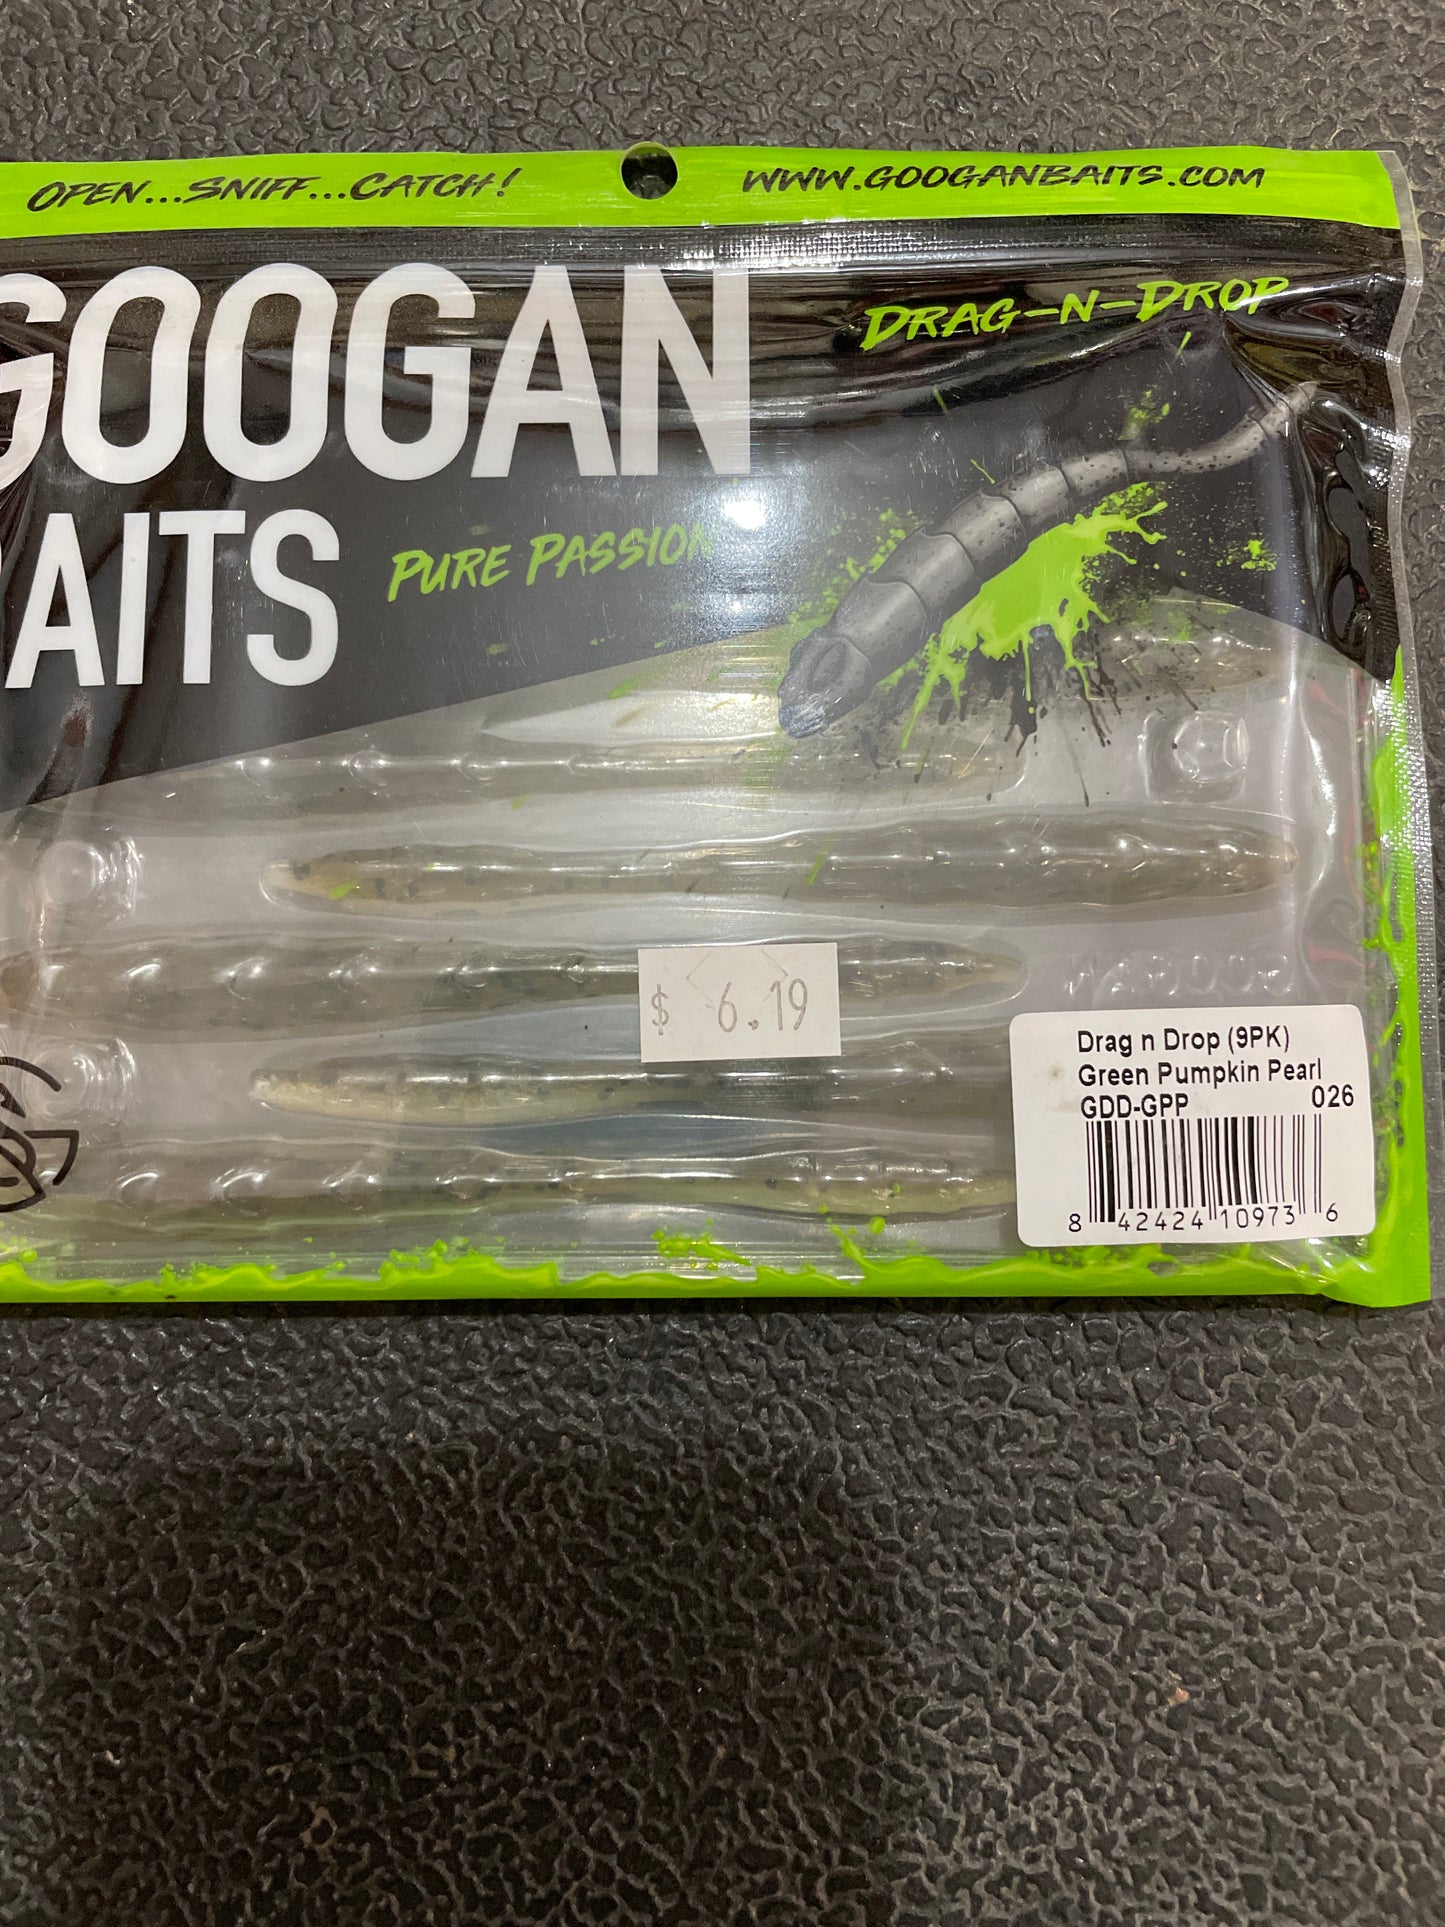 OPEN...SNIFF...CATCH!
WWW.GOOGANBAITS.COM
GOOGAN
AITS
PURE PASSION
DRAG-N-DROP
$ 6.19
Drag n Drop (9PK)
Green Pumpkin Pearl
GDD-GPP 026
8 42424 10973 6